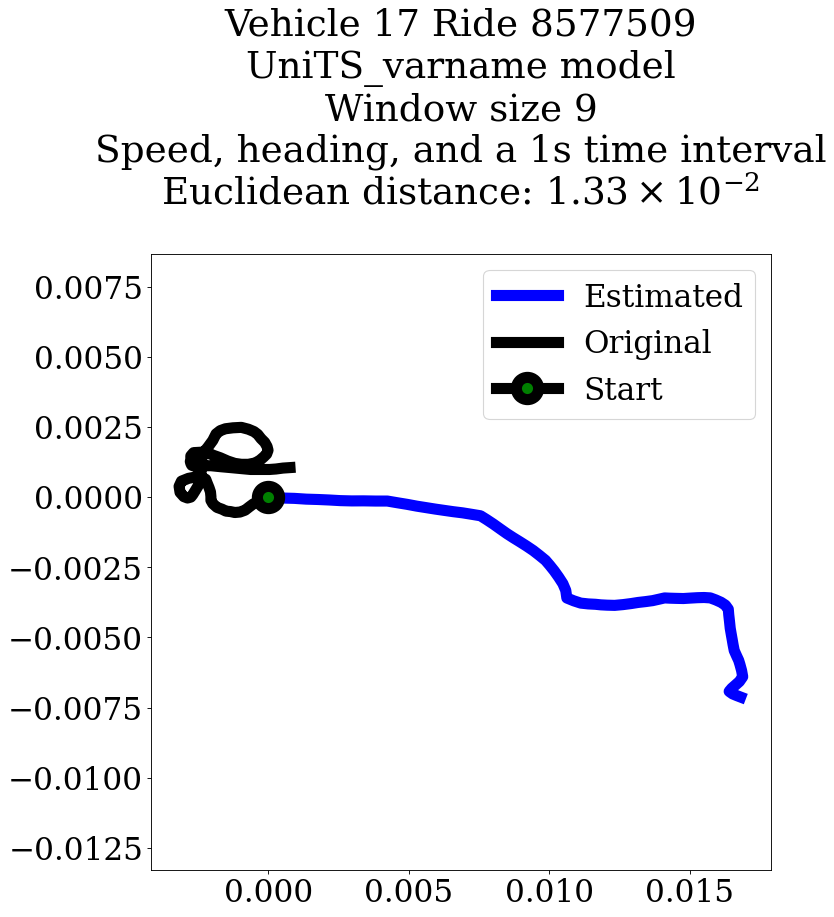 Vehicle 17 Ride 8577509
UniTS_varname model
Window size 9
Speed, heading, and a 1s time interval
Euclidean distance: 1.33 × 10⁻²
Estimated
Original
Start
0.0075
0.0050
0.0025
0.0000
−0.0025
−0.0050
−0.0075
−0.0100
−0.0125
0.000 0.005 0.010 0.015